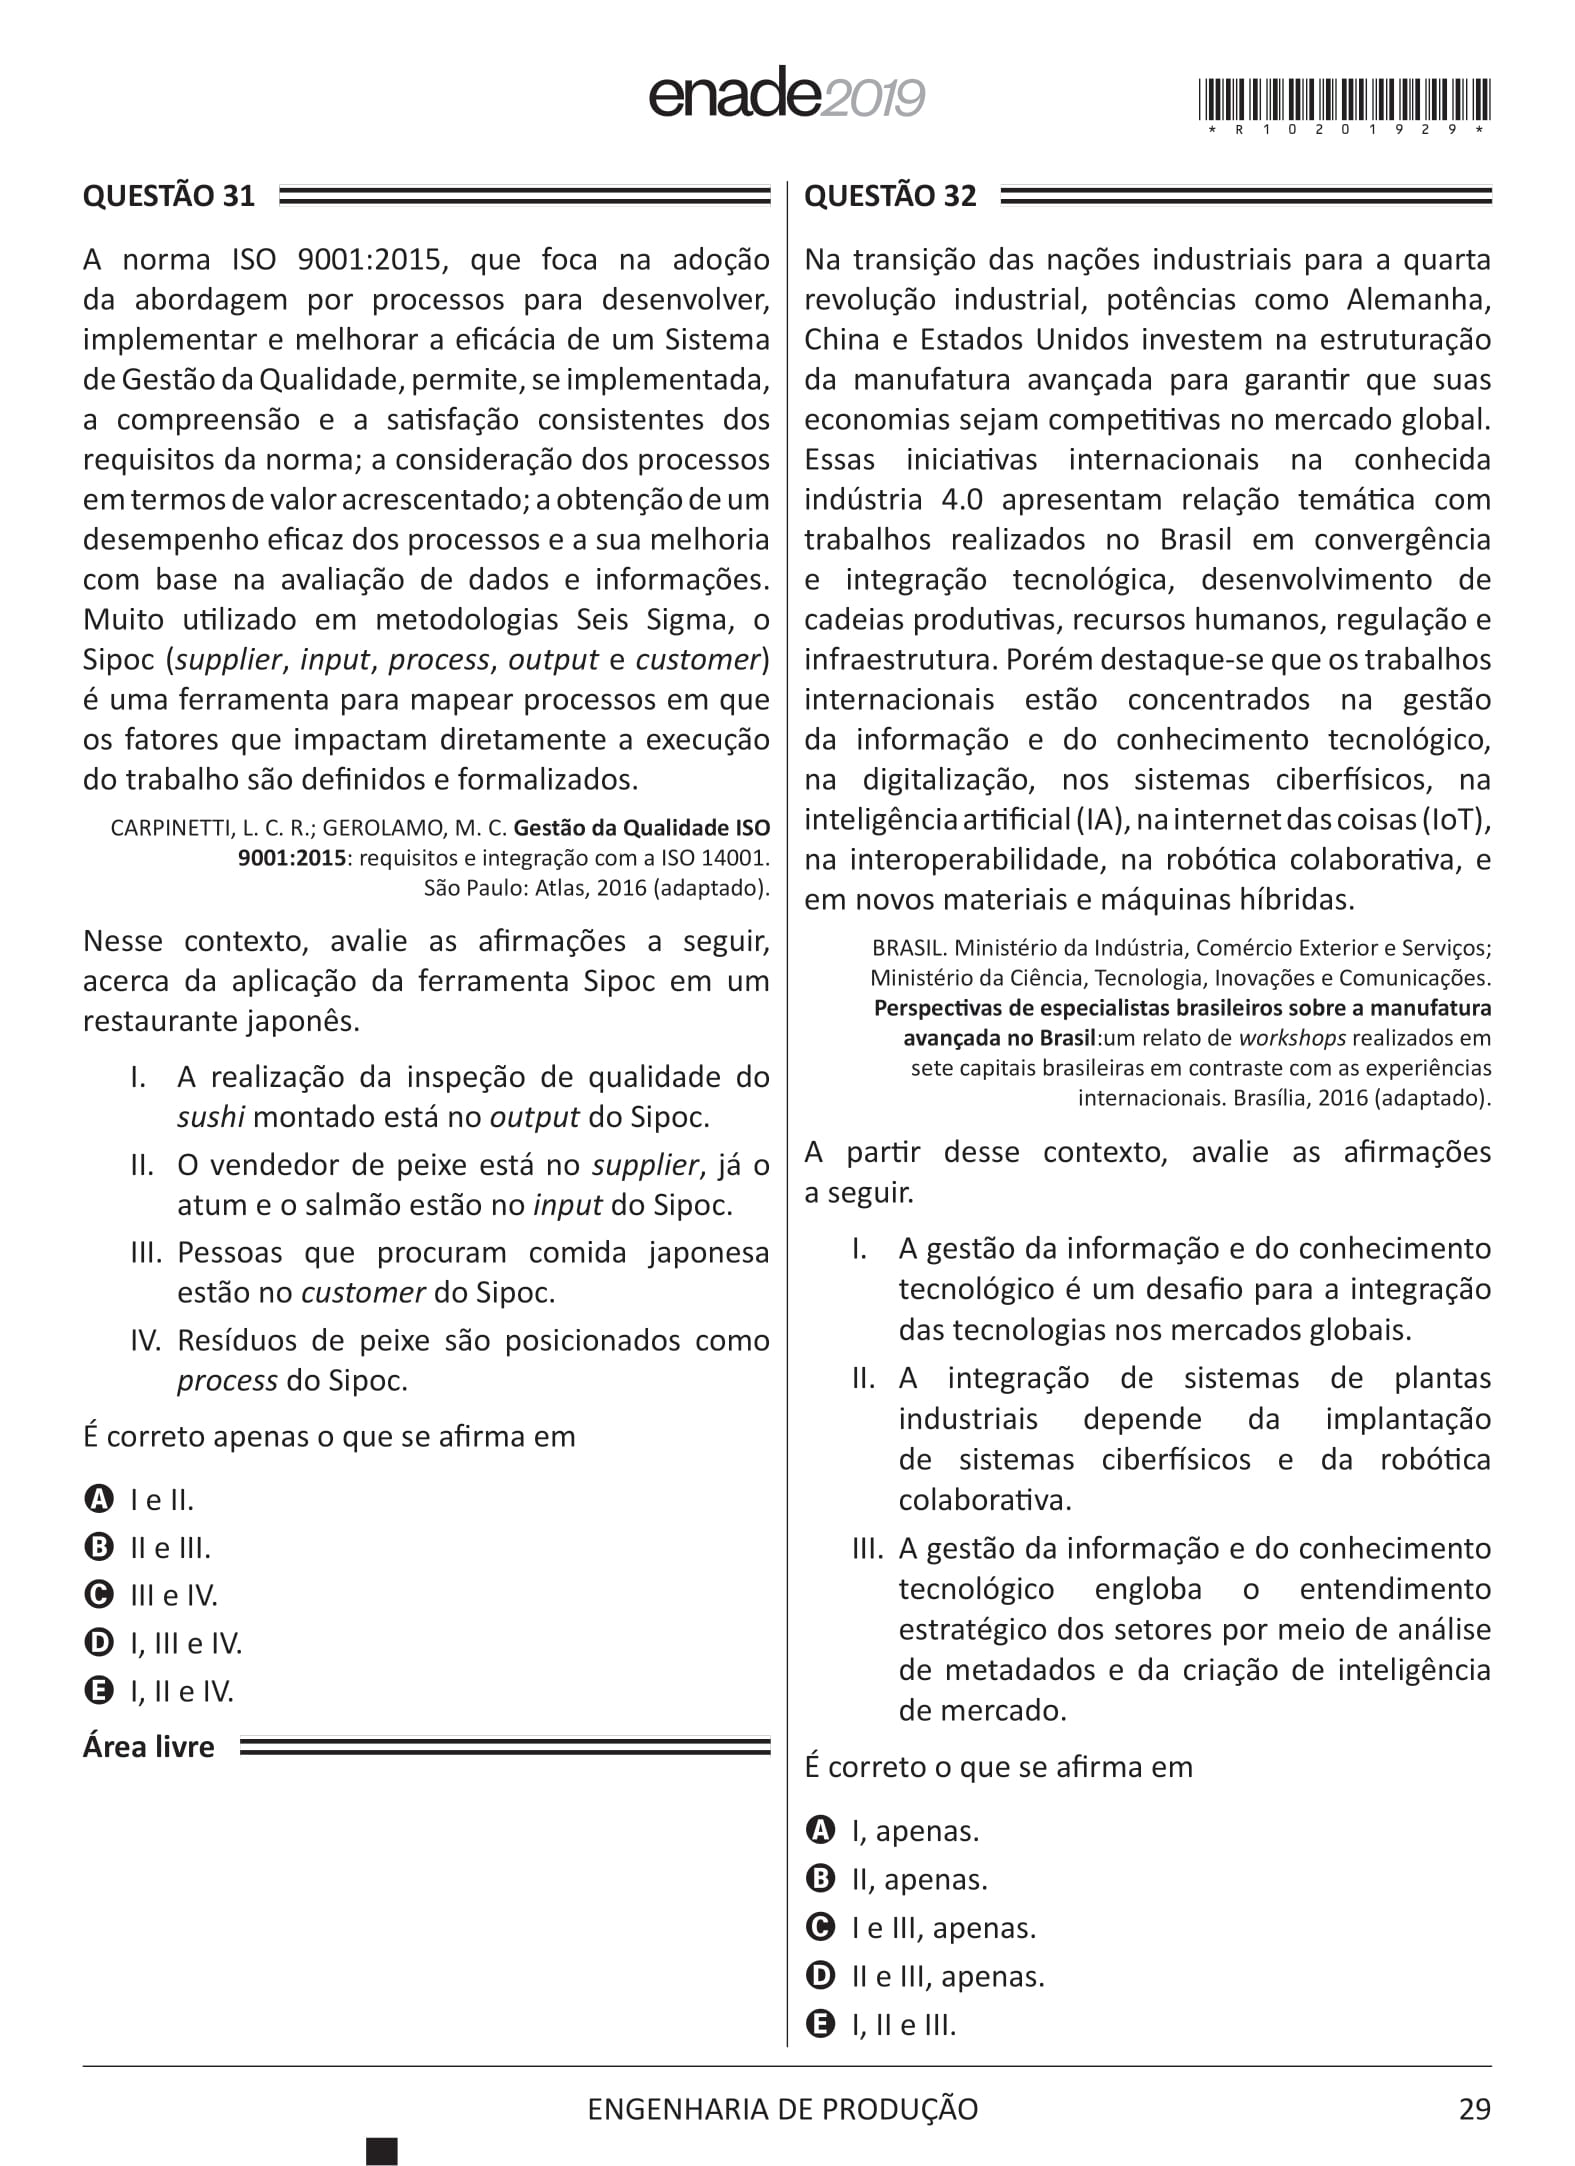 enade2019
*R10201929*
QUESTÃO 31
A norma ISO 9001:2015, que foca na adoção
da abordagem por processos para desenvolver,
implementar e melhorar a eficácia de um Sistema
de Gestão da Qualidade, permite, se implementada,
a compreensão e a satisfação consistentes dos
requisitos da norma; a consideração dos processos
em termos de valor acrescentado; a obtenção de um
desempenho eficaz dos processos e a sua melhoria
com base na avaliação de dados e informações.
Muito utilizado em metodologias Seis Sigma, o
Sipoc (supplier, input, process, output e customer)
é uma ferramenta para mapear processos em que
os fatores que impactam diretamente a execução
do trabalho são definidos e formalizados.
CARPINETTI, L. C. R.; GEROLAMO, M. C. Gestão da Qualidade ISO
9001:2015: requisitos e integração com a ISO 14001.
São Paulo: Atlas, 2016 (adaptado).
Nesse contexto, avalie as afirmações a seguir,
acerca da aplicação da ferramenta Sipoc em um
restaurante japonês.
I. A realização da inspeção de qualidade do
sushi montado está no output do Sipoc.
II. O vendedor de peixe está no supplier, já o
atum e o salmão estão no input do Sipoc.
III. Pessoas que procuram comida japonesa
estão no customer do Sipoc.
IV. Resíduos de peixe são posicionados como
process do Sipoc.
É correto apenas o que se afirma em
A I e II.
B II e III.
C III e IV.
D I, III e IV.
E I, II e IV.
Área livre
QUESTÃO 32
Na transição das nações industriais para a quarta
revolução industrial, potências como Alemanha,
China e Estados Unidos investem na estruturação
da manufatura avançada para garantir que suas
economias sejam competitivas no mercado global.
Essas iniciativas internacionais na conhecida
indústria 4.0 apresentam relação temática com
trabalhos realizados no Brasil em convergência
e integração tecnológica, desenvolvimento de
cadeias produtivas, recursos humanos, regulação e
infraestrutura. Porém destaque-se que os trabalhos
internacionais estão concentrados na gestão
da informação e do conhecimento tecnológico,
na digitalização, nos sistemas ciberfísicos, na
inteligência artificial (IA), na internet das coisas (IoT),
na interoperabilidade, na robótica colaborativa, e
em novos materiais e máquinas híbridas.
BRASIL. Ministério da Indústria, Comércio Exterior e Serviços;
Ministério da Ciência, Tecnologia, Inovações e Comunicações.
Perspectivas de especialistas brasileiros sobre a manufatura
avançada no Brasil:um relato de workshops realizados em
sete capitais brasileiras em contraste com as experiências
internacionais. Brasília, 2016 (adaptado).
A partir desse contexto, avalie as afirmações
a seguir.
I. A gestão da informação e do conhecimento
tecnológico é um desafio para a integração
das tecnologias nos mercados globais.
II. A integração de sistemas de plantas
industriais depende da implantação
de sistemas ciberfísicos e da robótica
colaborativa.
III. A gestão da informação e do conhecimento
tecnológico engloba o entendimento
estratégico dos setores por meio de análise
de metadados e da criação de inteligência
de mercado.
É correto o que se afirma em
A I, apenas.
B II, apenas.
C I e III, apenas.
D II e III, apenas.
E I, II e III.
ENGENHARIA DE PRODUÇÃO
29